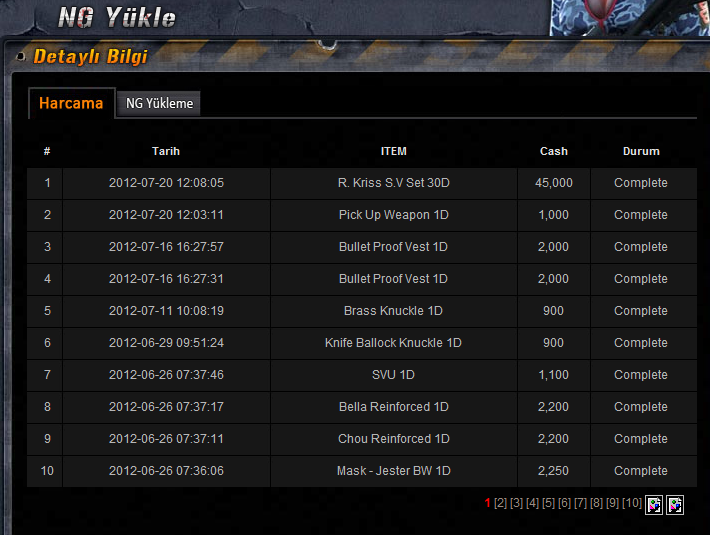 NG Yükle
Detaylı Bilgi
Harcama NG Yükleme
# Tarih ITEM Cash Durum
1 2012-07-20 12:08:05 R. Kriss S.V Set 30D 45,000 Complete
2 2012-07-20 12:03:11 Pick Up Weapon 1D 1,000 Complete
3 2012-07-16 16:27:57 Bullet Proof Vest 1D 2,000 Complete
4 2012-07-16 16:27:31 Bullet Proof Vest 1D 2,000 Complete
5 2012-07-11 10:08:19 Brass Knuckle 1D 900 Complete
6 2012-06-29 09:51:24 Knife Ballock Knuckle 1D 900 Complete
7 2012-06-26 07:37:46 SVU 1D 1,100 Complete
8 2012-06-26 07:37:17 Bella Reinforced 1D 2,200 Complete
9 2012-06-26 07:37:11 Chou Reinforced 1D 2,200 Complete
10 2012-06-26 07:36:06 Mask - Jester BW 1D 2,250 Complete
1 [2] [3] [4] [5] [6] [7] [8] [9] [10]